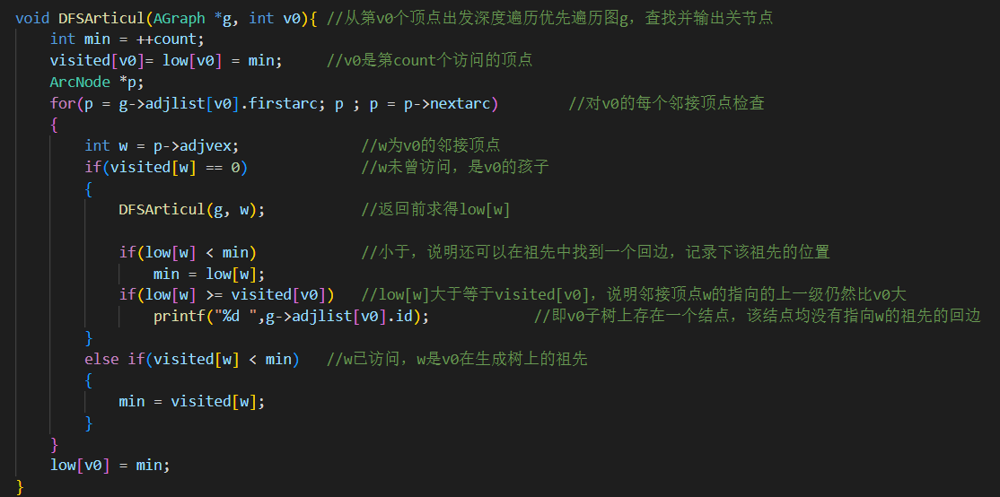 void DFSArticul(AGraph *g, int v0){ //从第v0个顶点出发深度遍历优先遍历图g，查找并输出关节点
    int min = ++count;
    visited[v0]= low[v0] = min;     //v0是第count个访问的顶点
    ArcNode *p;
    for(p = g->adjlist[v0].firstarc; p ; p = p->nextarc)        //对v0的每个邻接顶点检查
    {
        int w = p->adjvex;              //w为v0的邻接顶点
        if(visited[w] == 0)             //w未曾访问，是v0的孩子
        {
            DFSArticul(g, w);           //返回前求得low[w]
            if(low[w] < min)            //小于，说明还可以在祖先中找到一个回边，记录下该祖先的位置
                min = low[w];
            if(low[w] >= visited[v0])   //low[w]大于等于visited[v0]，说明邻接顶点w的指向的上一级仍然比v0大
                printf("%d ",g->adjlist[v0].id);            //即v0子树上存在一个结点，该结点均没有指向w的祖先的回边
        }
        else if(visited[w] < min)   //w已访问，w是v0在生成树上的祖先
        {
            min = visited[w];
        }
    }
    low[v0] = min;
}